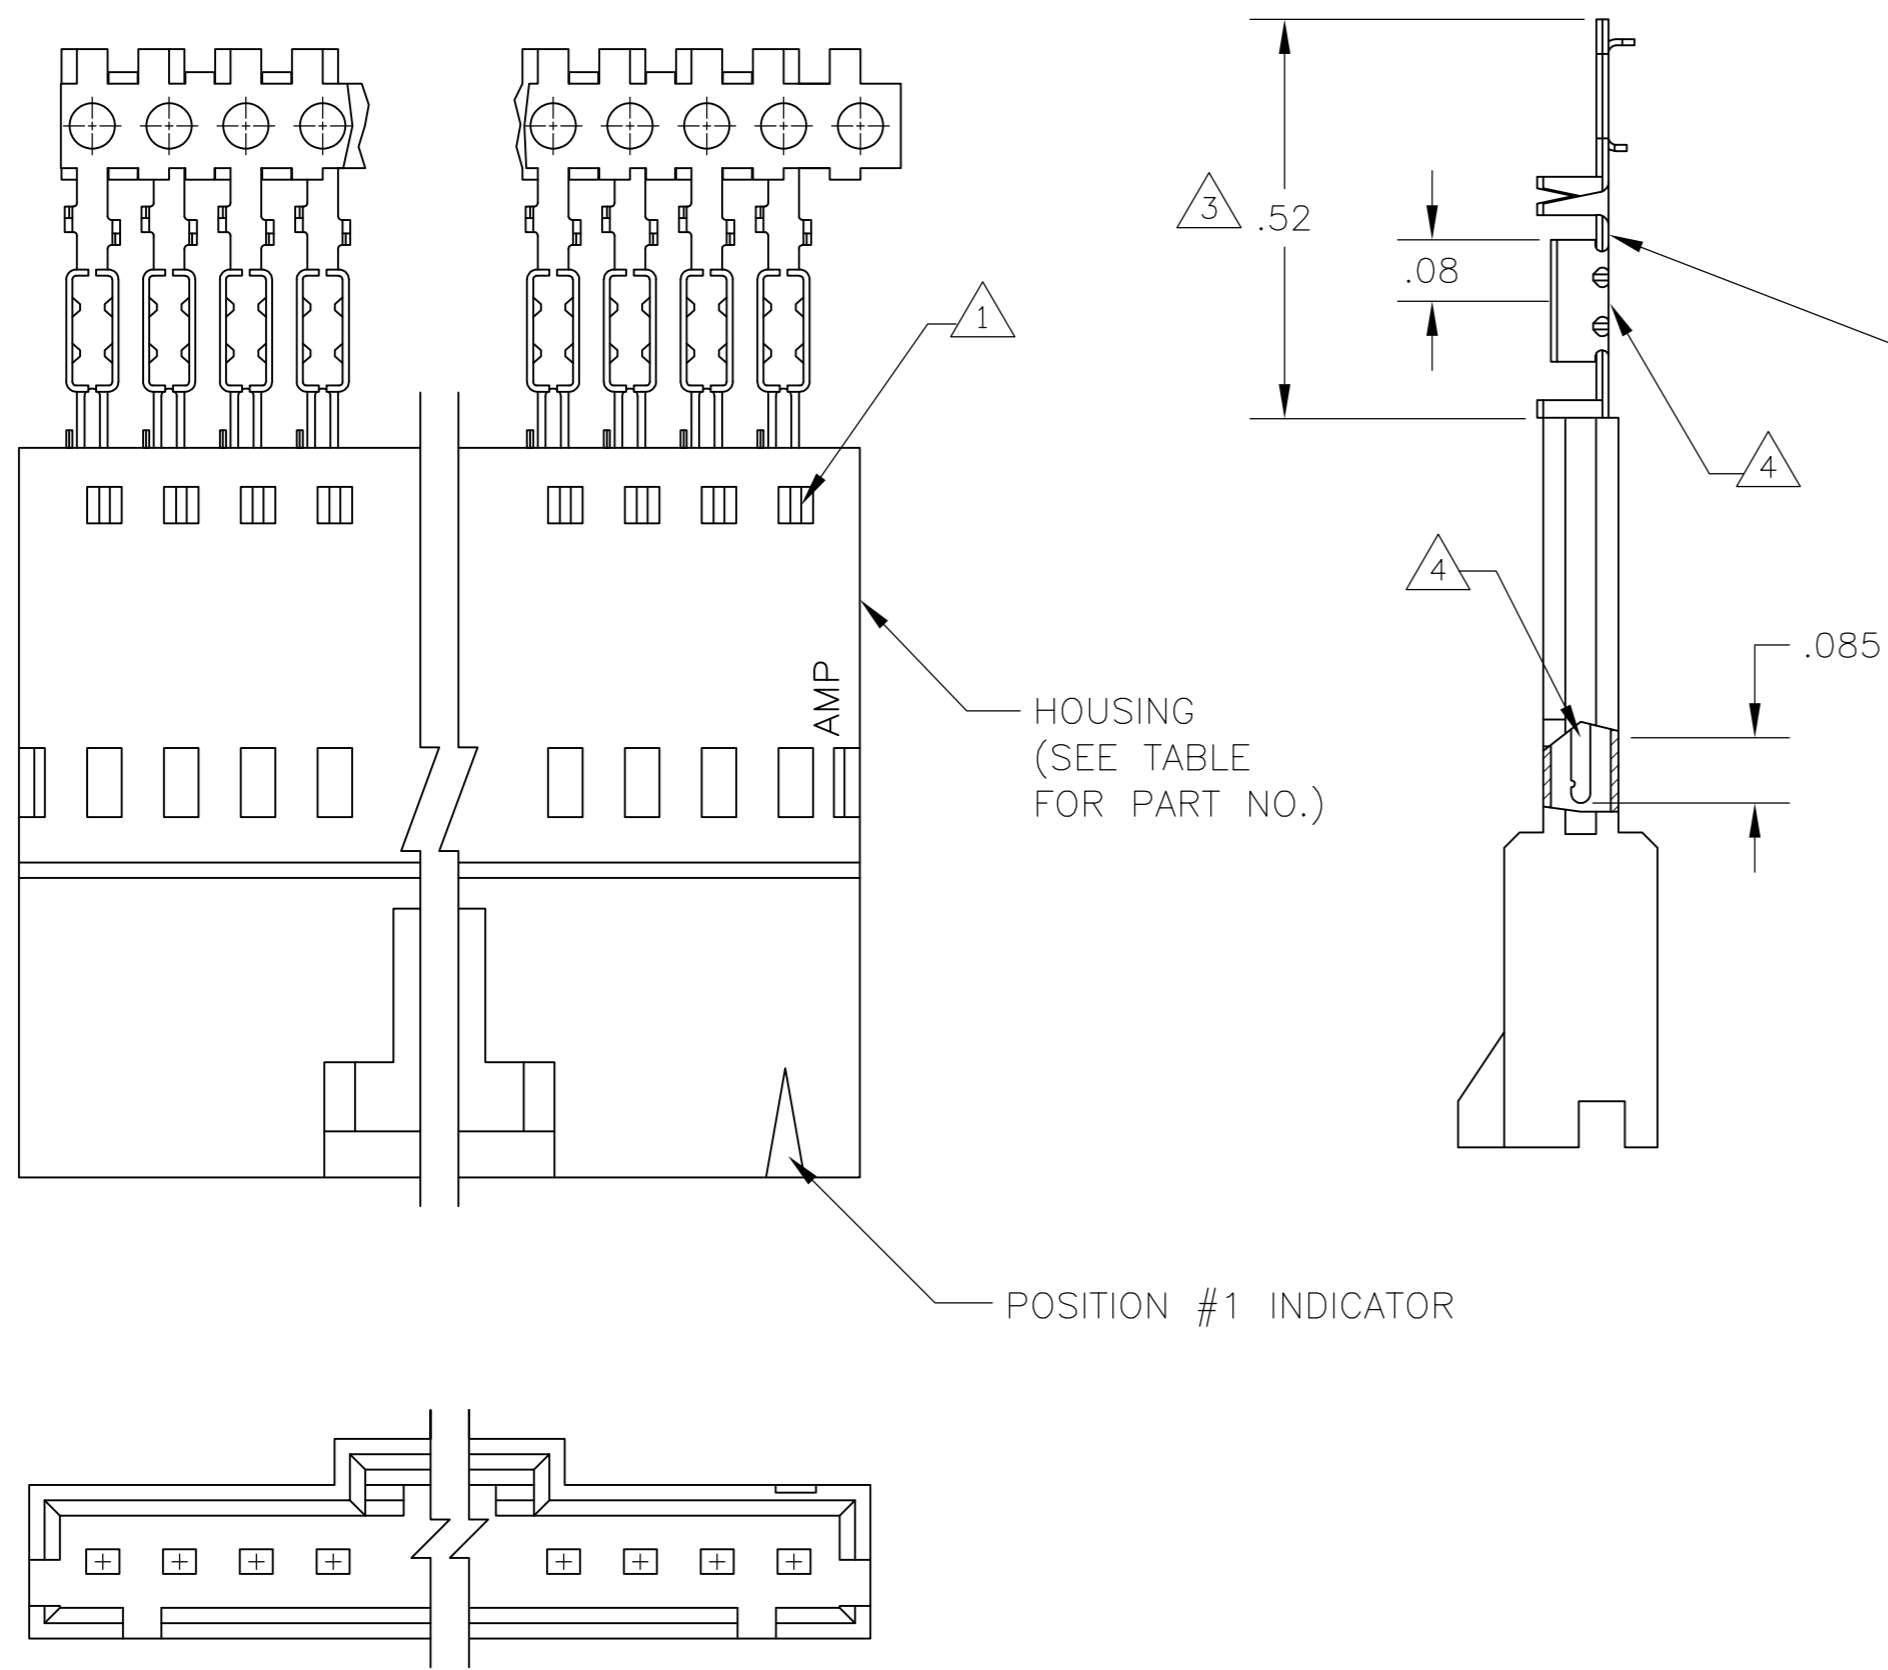 3
.52
.08
1
4
4
.085
AMP
HOUSING
(SEE TABLE
FOR PART NO.)
POSITION #1 INDICATOR